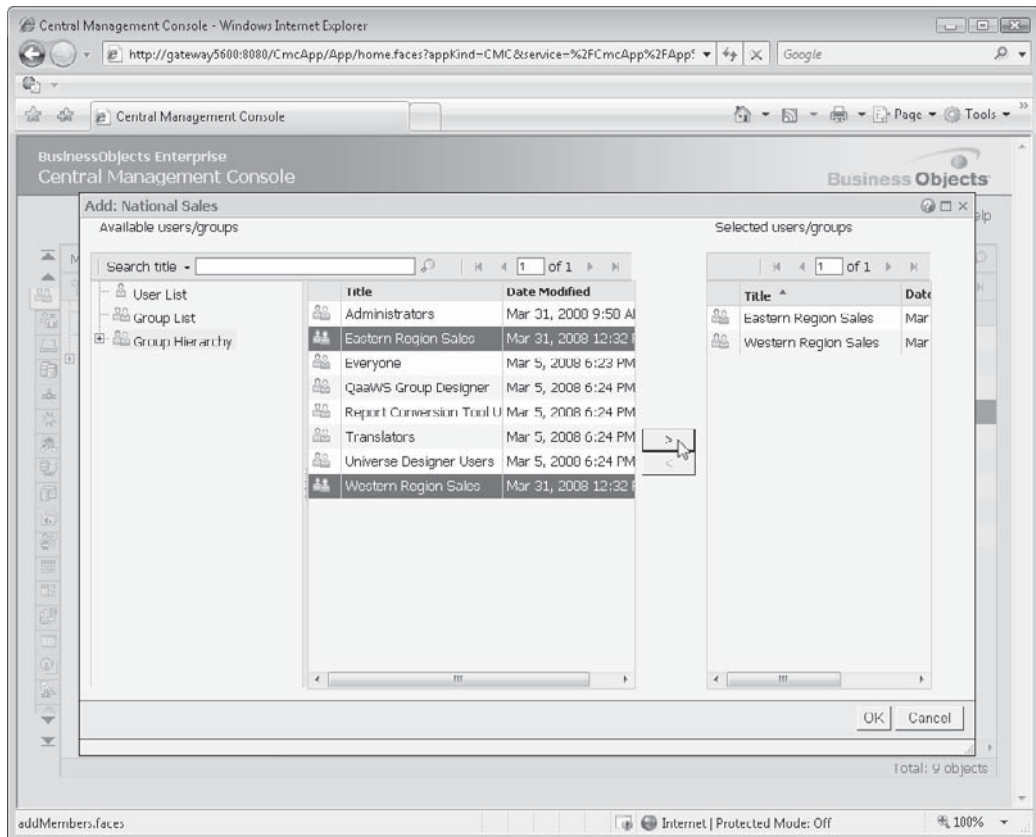 Central Management Console - Windows Internet Explorer
http://gateway5600:8080/CmcApp/App/home.faces?appKind=CMC&service=%2FCmcApp%2FApp
Google
Central Management Console
Page Tools
BusinessObjects Enterprise
Central Management Console
Business Objects
elp
Add: National Sales
Available users/groups
Selected users/groups
M
Search title
1 of 1
1 of 1
User List
Group List
Group Hierarchy
Title Date Modified
Administrators Mar 31, 2000 9:50 A
Eastern Region Sales Mar 31, 2008 12:32
Everyone Mar 5, 2008 6:23 PM
QaaWS Group Designer Mar 5, 2008 6:24 PM
Report Conversion Tool U Mar 5, 2008 6:24 PM
Translators Mar 5, 2008 6:24 PM
Universe Designer Users Mar 5, 2000 6:24 PM
Western Region Sales Mar 31, 2008 12:32
Title Date
Eastern Region Sales Mar
Western Region Sales Mar
>
<
OK Cancel
Total: 9 objects
addMembers.faces
Internet | Protected Mode: Off
100%